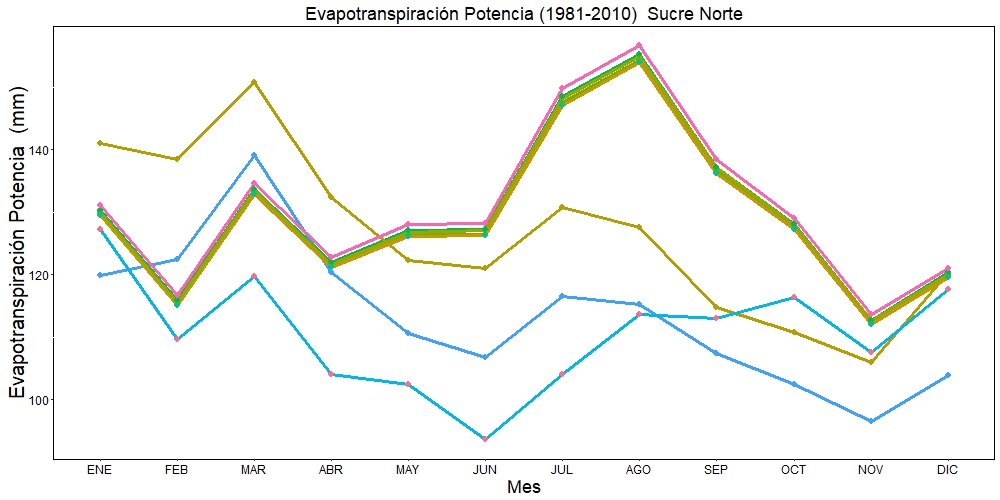 Evapotranspiración Potencia (1981-2010)  Sucre Norte
Evapotranspiración Potencia  (mm)
140
120
100
ENE FEB MAR ABR MAY JUN JUL AGO SEP OCT NOV DIC
Mes